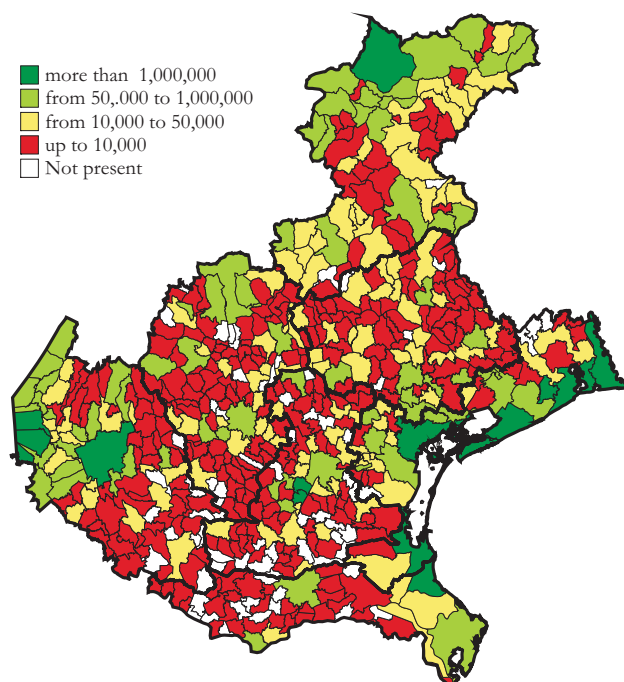 more than 1,000,000
from 50,.000 to 1,000,000
from 10,000 to 50,000
up to 10,000
Not present